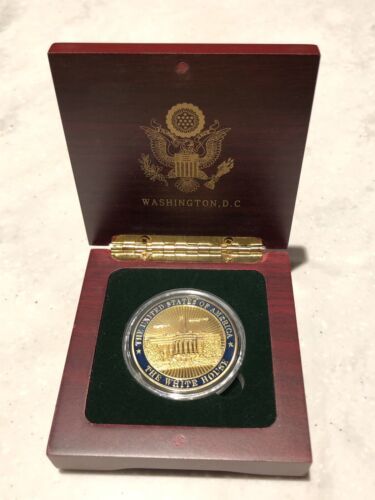 WASHINGTON, D.C
THE UNITED STATES OF AMERICA
THE WHITE HOUSE